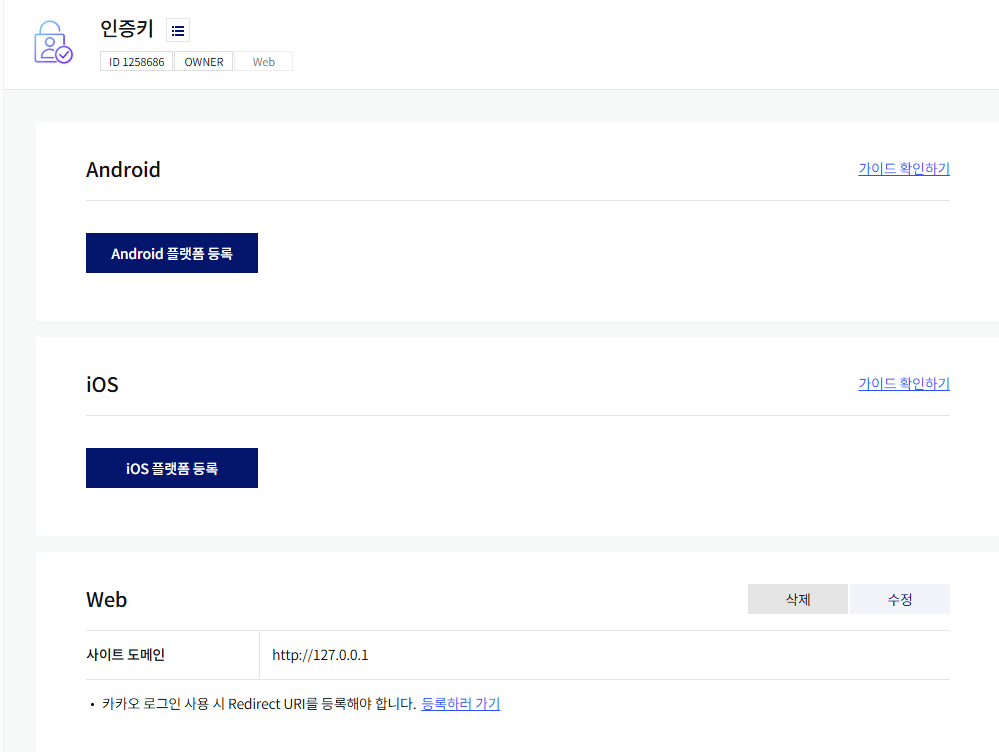 인증키
ID 1258686 OWNER Web
Android 가이드 확인하기
Android 플랫폼 등록
iOS 가이드 확인하기
iOS 플랫폼 등록
Web 삭제 수정
사이트 도메인 http://127.0.0.1
• 카카오 로그인 사용 시 Redirect URI를 등록해야 합니다. 등록하러 가기